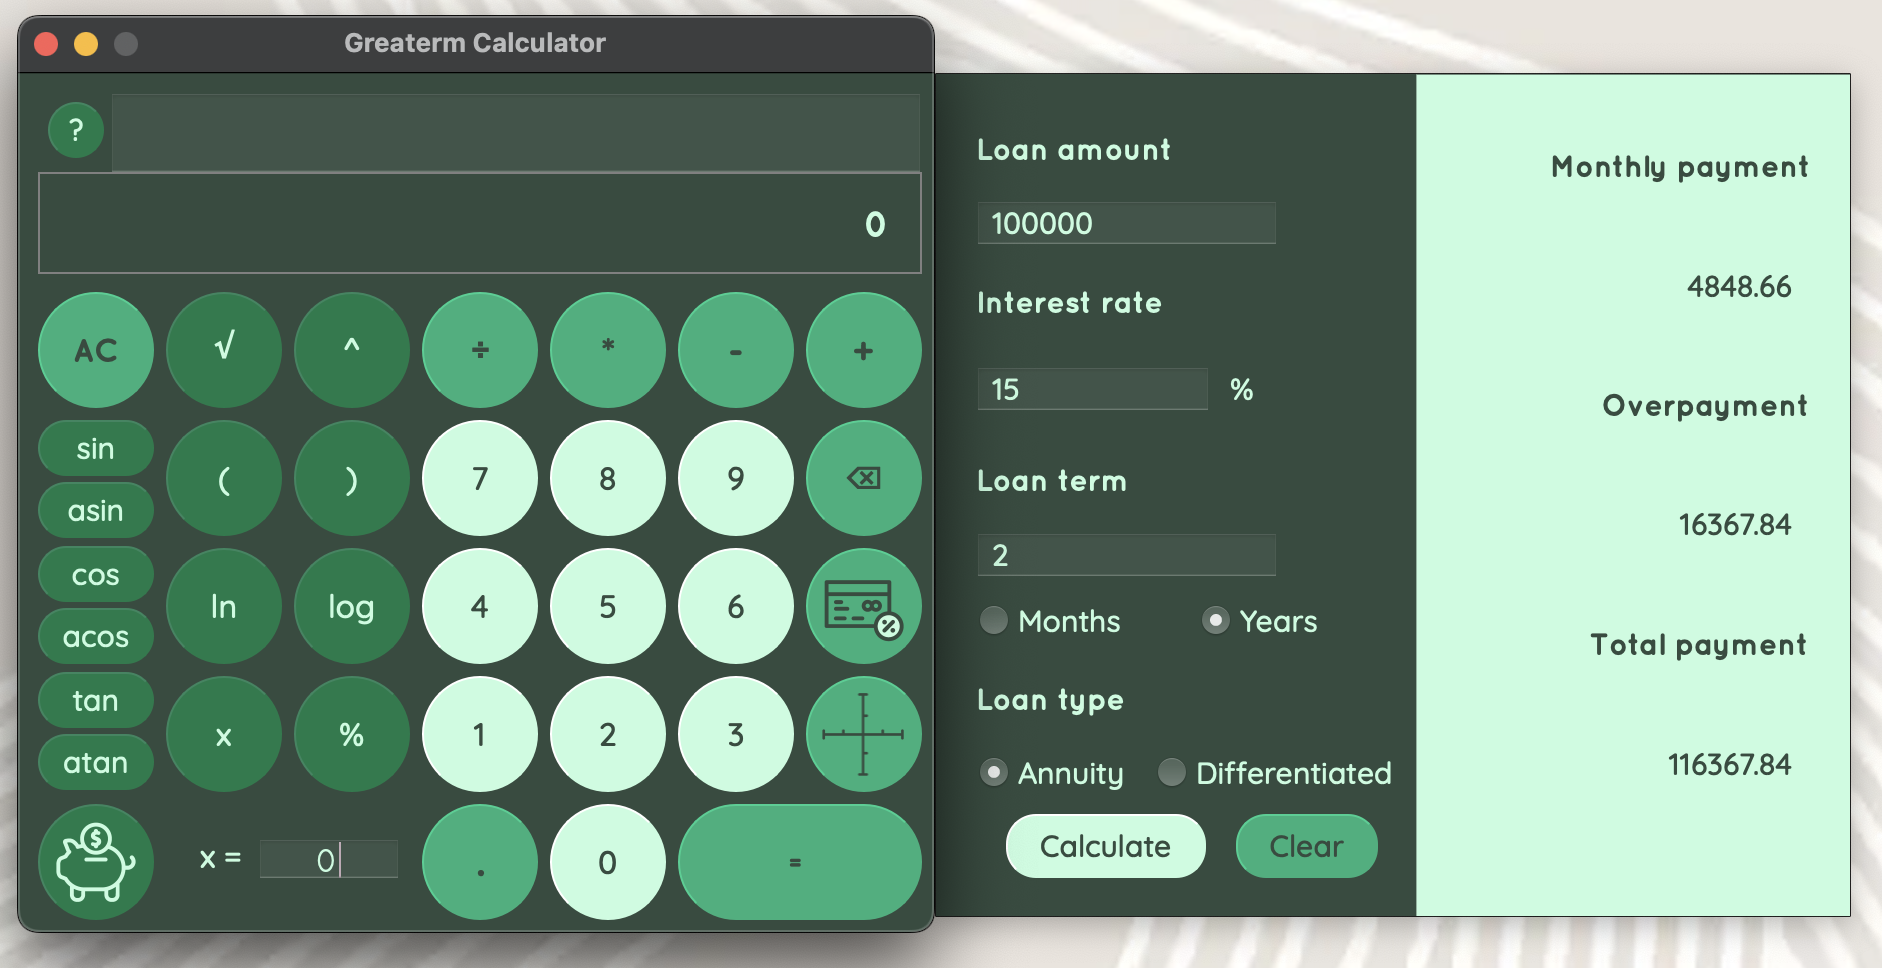 Greaterm Calculator
?
0
AC √ ^ ÷ * - +
sin
asin
( ) 7 8 9
cos
acos
ln log 4 5 6
%
tan
atan
x % 1 2 3
$
x = 0 . 0 =
Loan amount
100000
Interest rate
15 %
Loan term
2
Months Years
Loan type
Annuity Differentiated
Calculate Clear
Monthly payment
4848.66
Overpayment
16367.84
Total payment
116367.84